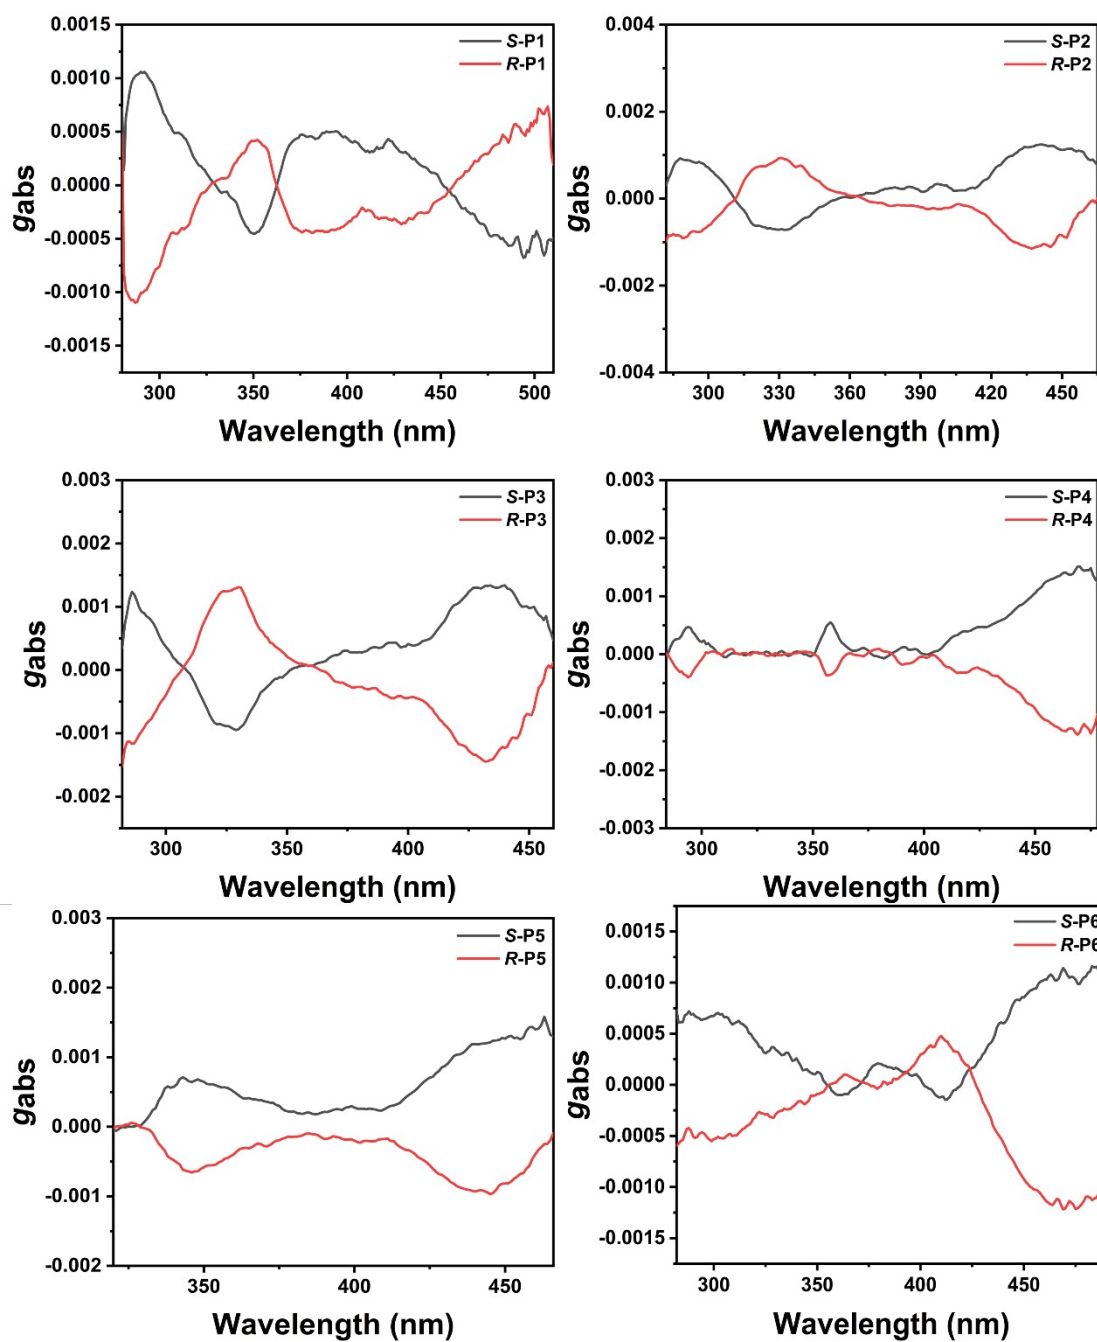 0.0015
0.0010
0.0005
0.0000
-0.0005
-0.0010
-0.0015
gabs
S-P1
R-P1
300 350 400 450 500
Wavelength (nm)
0.004
0.002
0.000
-0.002
-0.004
gabs
S-P2
R-P2
300 330 360 390 420 450
Wavelength (nm)
0.003
0.002
0.001
0.000
-0.001
-0.002
gabs
S-P3
R-P3
300 350 400 450
Wavelength (nm)
0.003
0.002
0.001
0.000
-0.001
-0.002
-0.003
gabs
S-P4
R-P4
300 350 400 450
Wavelength (nm)
0.003
0.002
0.001
0.000
-0.001
-0.002
gabs
S-P5
R-P5
350 400 450
Wavelength (nm)
0.0015
0.0010
0.0005
0.0000
-0.0005
-0.0010
-0.0015
gabs
S-P6
R-P6
300 350 400 450
Wavelength (nm)